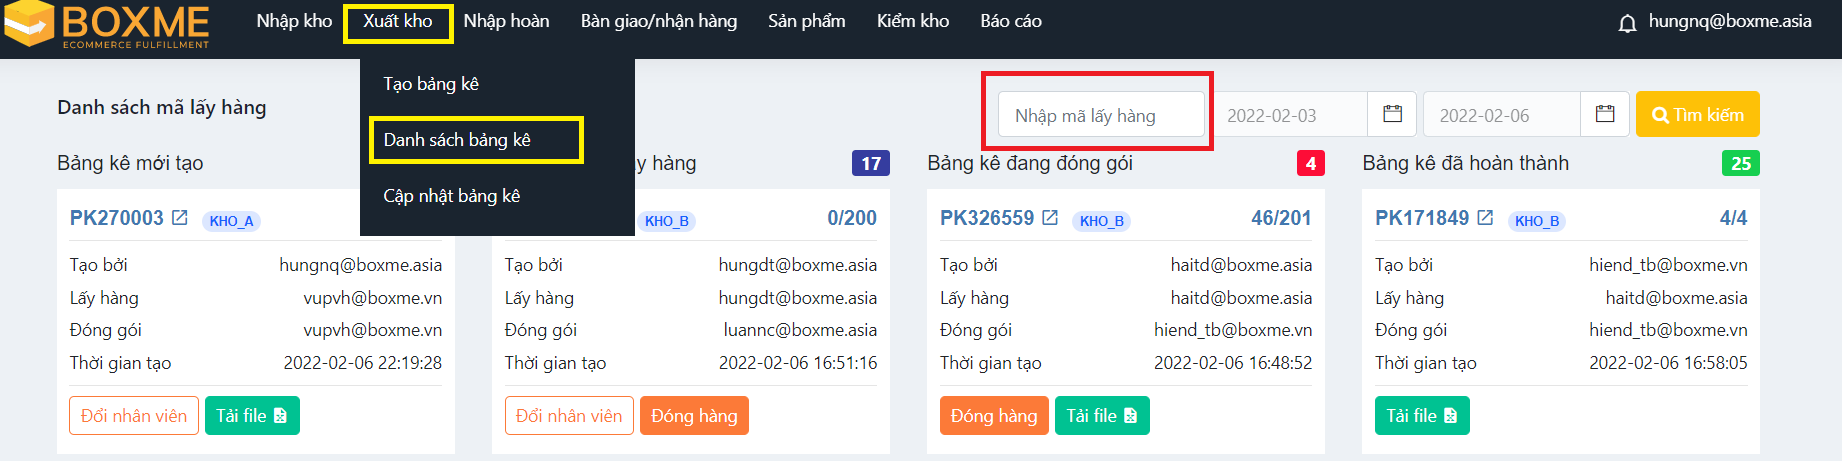 BOXME
ECOMMERCE FULFILLMENT
Nhập kho Xuất kho Nhập hoàn Bàn giao/nhận hàng Sản phẩm Kiểm kho Báo cáo hungnq@boxme.asia
Tạo bảng kê
Danh sách bảng kê
Cập nhật bảng kê
Danh sách mã lấy hàng
Nhập mã lấy hàng 2022-02-03 2022-02-06 Tìm kiếm
Bảng kê mới tạo
PK270003 KHO_A
Tạo bởi hungnq@boxme.asia
Lấy hàng vupvh@boxme.vn
Đóng gói vupvh@boxme.vn
Thời gian tạo 2022-02-06 22:19:28
Đổi nhân viên Tải file
hàng 17
KHO_B 0/200
Tạo bởi hungdt@boxme.asia
Lấy hàng hungdt@boxme.asia
Đóng gói luannc@boxme.asia
Thời gian tạo 2022-02-06 16:51:16
Đổi nhân viên Đóng hàng
Bảng kê đang đóng gói 4
PK326559 KHO_B 46/201
Tạo bởi haitd@boxme.asia
Lấy hàng haitd@boxme.asia
Đóng gói hiend_tb@boxme.vn
Thời gian tạo 2022-02-06 16:48:52
Đóng hàng Tải file
Bảng kê đã hoàn thành 25
PK171849 KHO_B 4/4
Tạo bởi hiend_tb@boxme.vn
Lấy hàng haitd@boxme.asia
Đóng gói hiend_tb@boxme.vn
Thời gian tạo 2022-02-06 16:58:05
Tải file